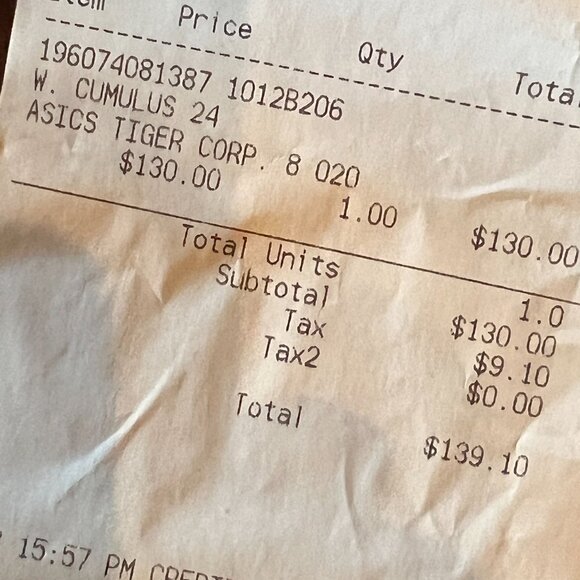 Price Qty
196074081387 1012B206
W. CUMULUS 24
ASICS TIGER CORP. 8 020
$130.00 1.00 $130.00
Total Units 1.0
Subtotal $130.00
Tax $9.10
Tax2 $0.00
Total $139.10
15:57 PM